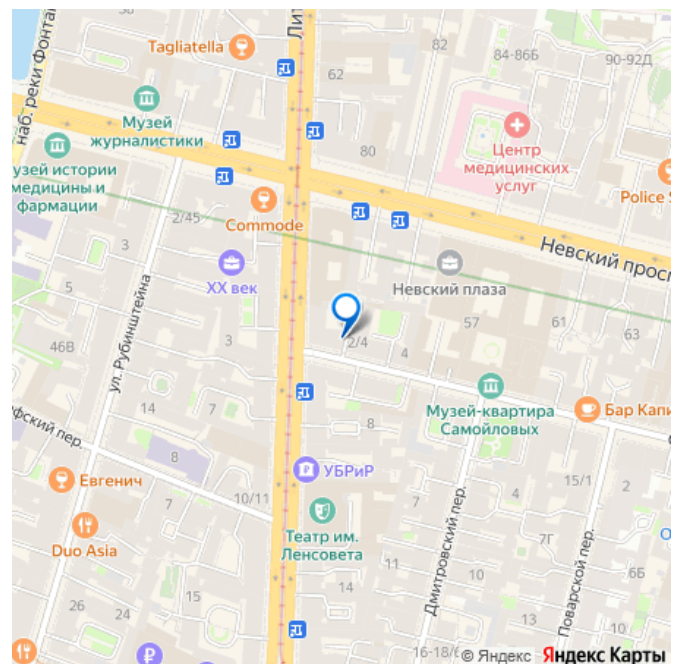 Tagliatella
Лит
82
84-86Б
90-92Д
62
наб. реки Фонтан
Музей
журналистики
80
Центр
медицинских
услуг
узей истории
медицины и
фармации
Police S
2/45
Commode
3
Невский просп
ХХ век
Невский плаза
5
7
57
61
63
ул. Рубинштейна
3
2/4
4
46В
Музей-квартира
Самойловых
Бар Капи
14
7
8
фский пер.
8
УБРиР
Евгенич
10/11
15/1
2
7
Театр им.
Ленсовета
Duo Asia
7Г
11
Дмитровский пер.
Поварской пер.
10
6Б
14
15
26
24
13
16-18/6
© Яндекс Яндекс Карты